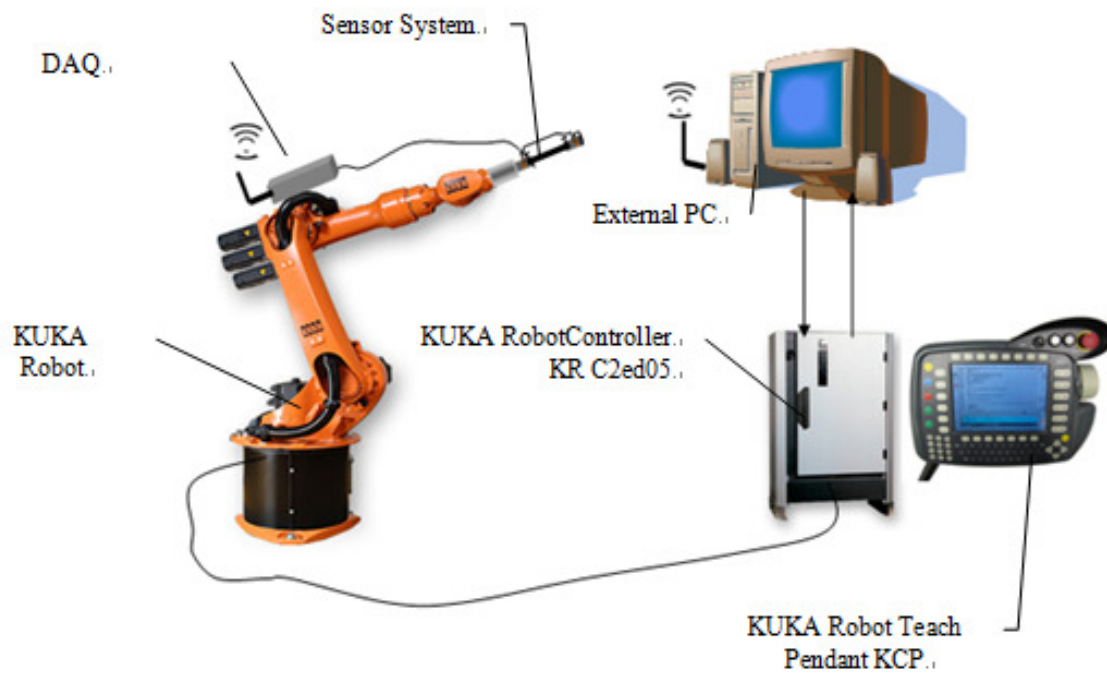 Sensor System.
DAQ.
External PC.
KUKA
Robot.
KUKA RobotController.
KR C2ed05.
KUKA Robot Teach
Pendant KCP.